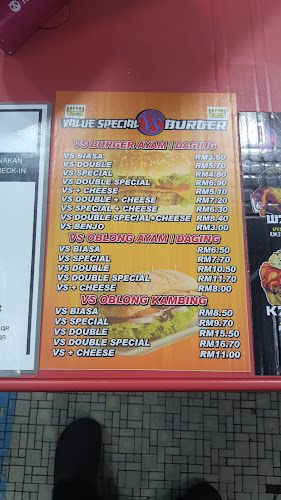 VALUE SPECIAL VS BURGER
VS BURGER AYAM / DAGING
VS BIASA RM3.60
VS DOUBLE RM5.70
VS SPECIAL RM4.80
VS DOUBLE SPECIAL RM6.90
VS + CHEESE RM5.10
VS DOUBLE + CHEESE RM7.20
VS SPECIAL + CHEESE RM6.30
VS DOUBLE SPECIAL+CHEESE RM8.40
VS BENJO RM3.00
VS OBLONG AYAM / DAGING
VS BIASA RM6.50
VS SPECIAL RM7.70
VS DOUBLE RM10.50
VS DOUBLE SPECIAL RM11.70
VS + CHEESE RM8.00
VS OBLONG KAMBING
VS BIASA RM8.50
VS SPECIAL RM9.70
VS DOUBLE RM15.50
VS DOUBLE SPECIAL RM16.70
VS + CHEESE RM11.00
NAKAN
ECK-IN
QR
QR